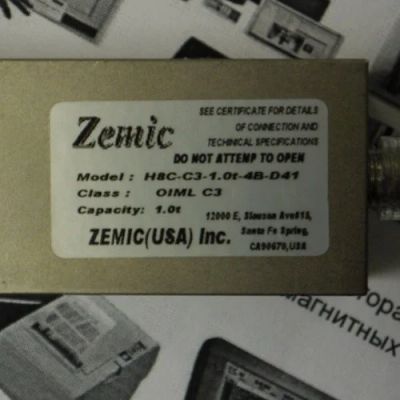 Zemic
SEE CERTIFICATE FOR DETAILS
OF CONNECTION AND
TECHINICAL SPECIFICATIONS
DO NOT ATTEMP TO OPEN
Model : H8C-C3-1.0t-4B-D41
Class : OIML C3
Capacity: 1.0t
ZEMIC(USA) Inc.
12000 E, Slauson Ave#18,
Santa Fe Spring,
CA90670,USA
магнитных